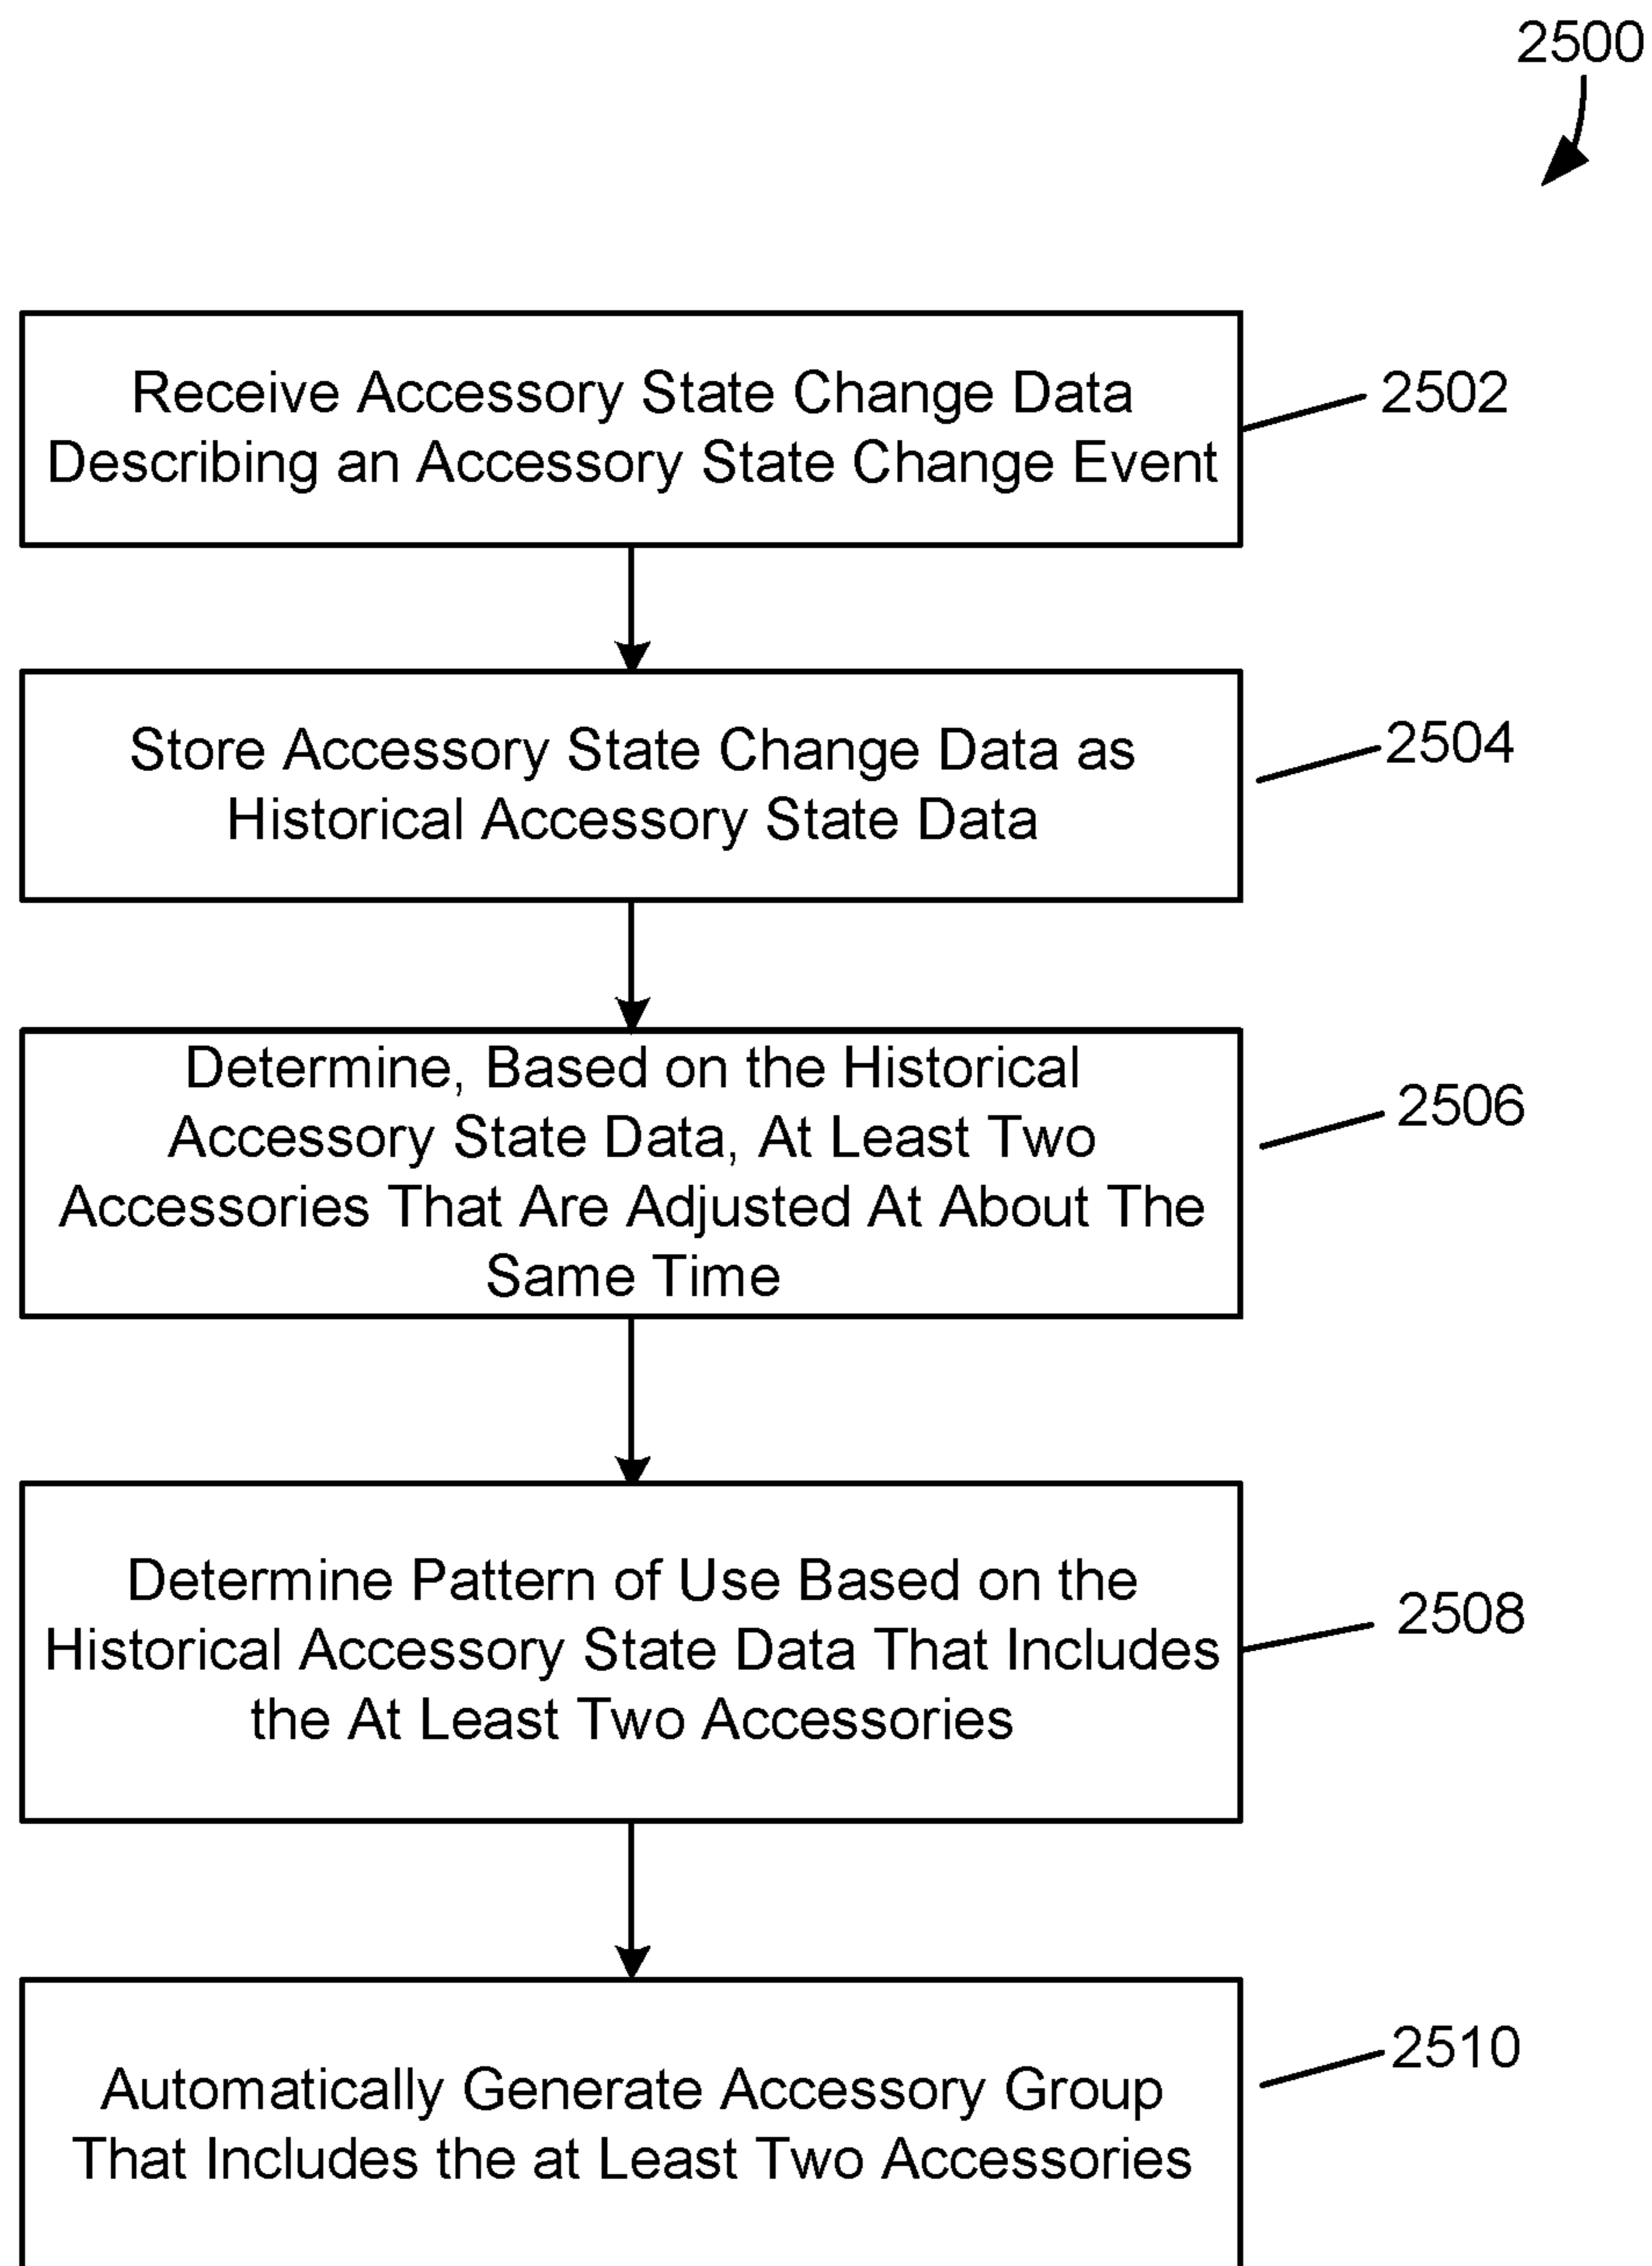 2500
Receive Accessory State Change Data
Describing an Accessory State Change Event
2502
Store Accessory State Change Data as
Historical Accessory State Data
2504
Determine, Based on the Historical
Accessory State Data, At Least Two
Accessories That Are Adjusted At About The
Same Time
2506
Determine Pattern of Use Based on the
Historical Accessory State Data That Includes
the At Least Two Accessories
2508
Automatically Generate Accessory Group
That Includes the at Least Two Accessories
2510